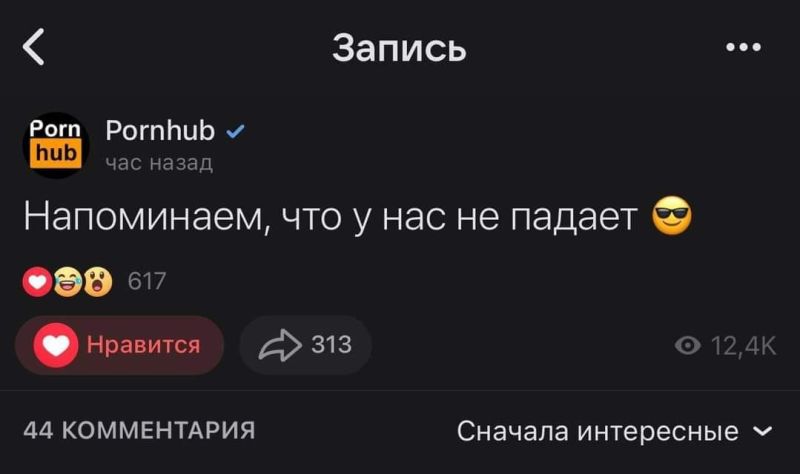 Запись
Porn
hub
Pornhub
час назад
Напоминаем, что у нас не падает 😎
617
Нравится
313
12,4K
44 КОММЕНТАРИЯ
Сначала интересные